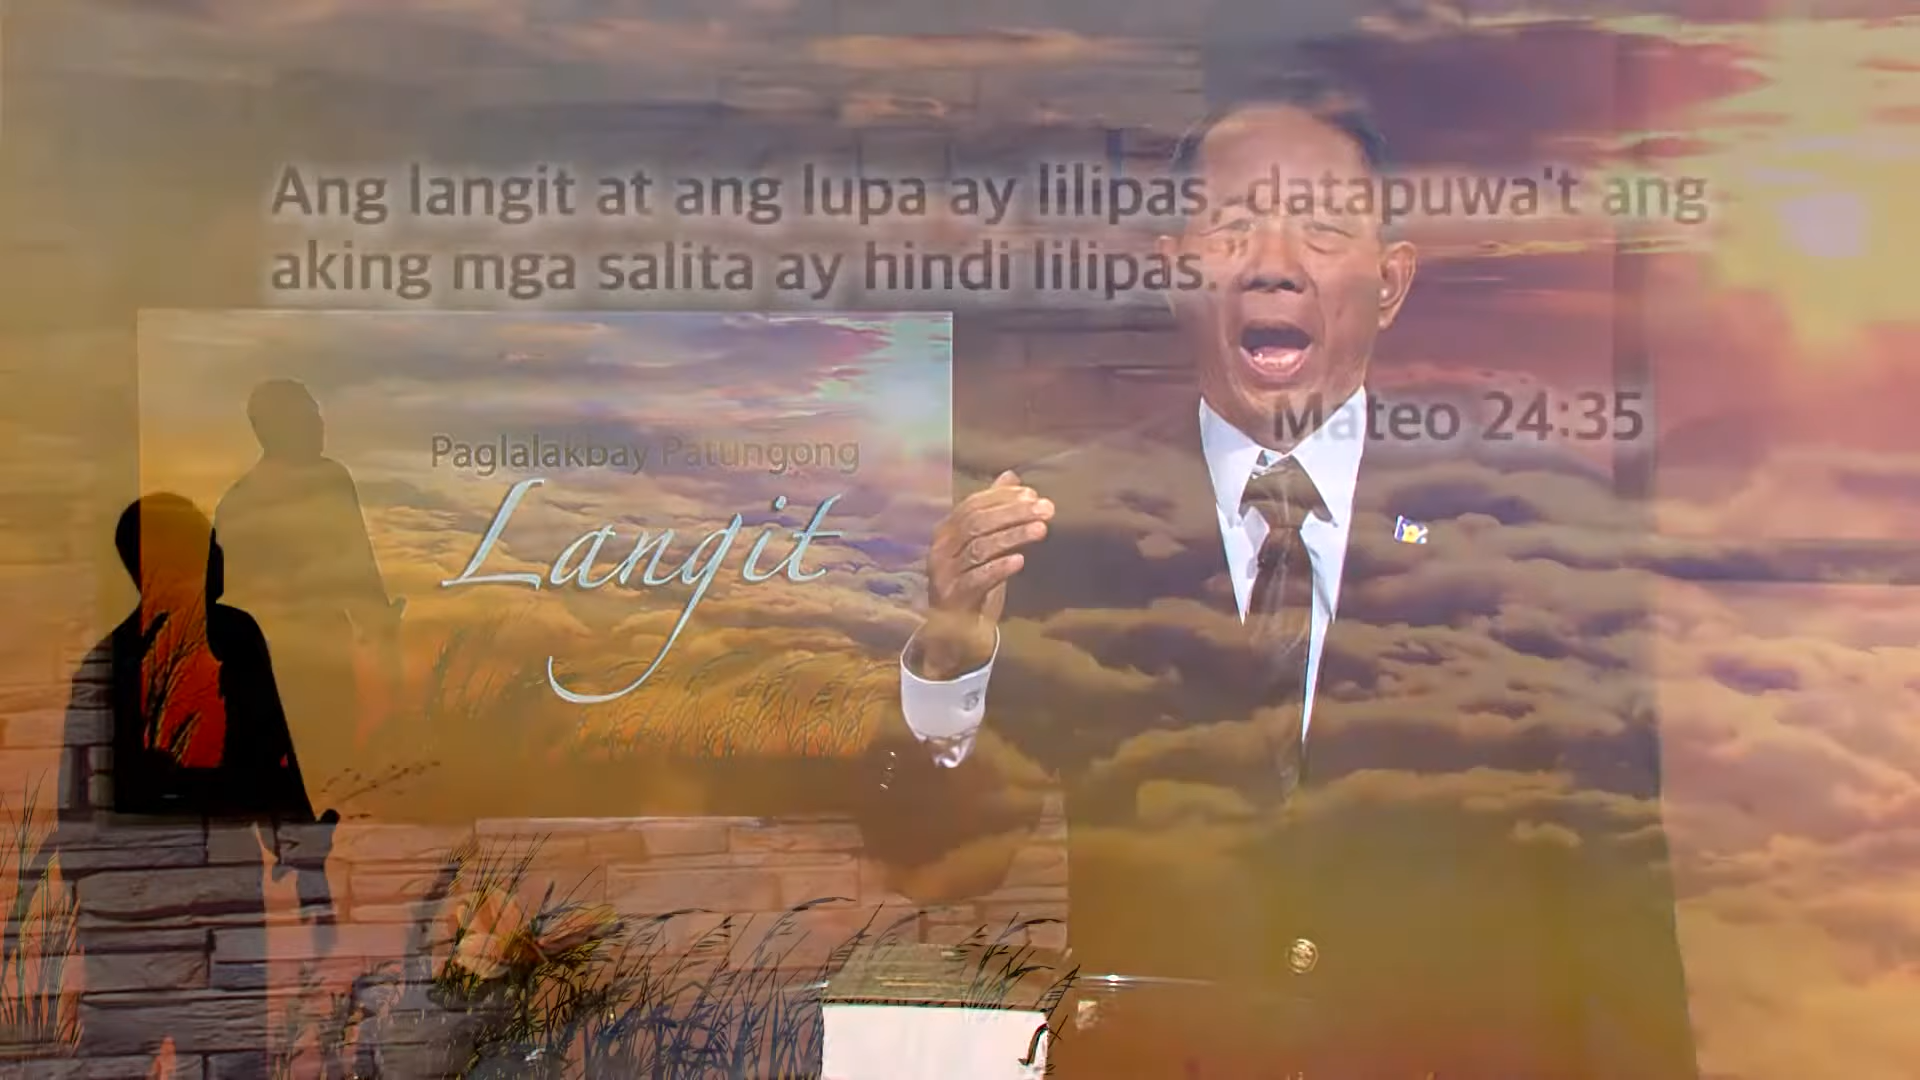 Ang langit at ang lupa ay lilipas, datapuwa't ang
aking mga salita ay hindi lilipas.
Mateo 24:35
Paglalakbay Patungong
Langit